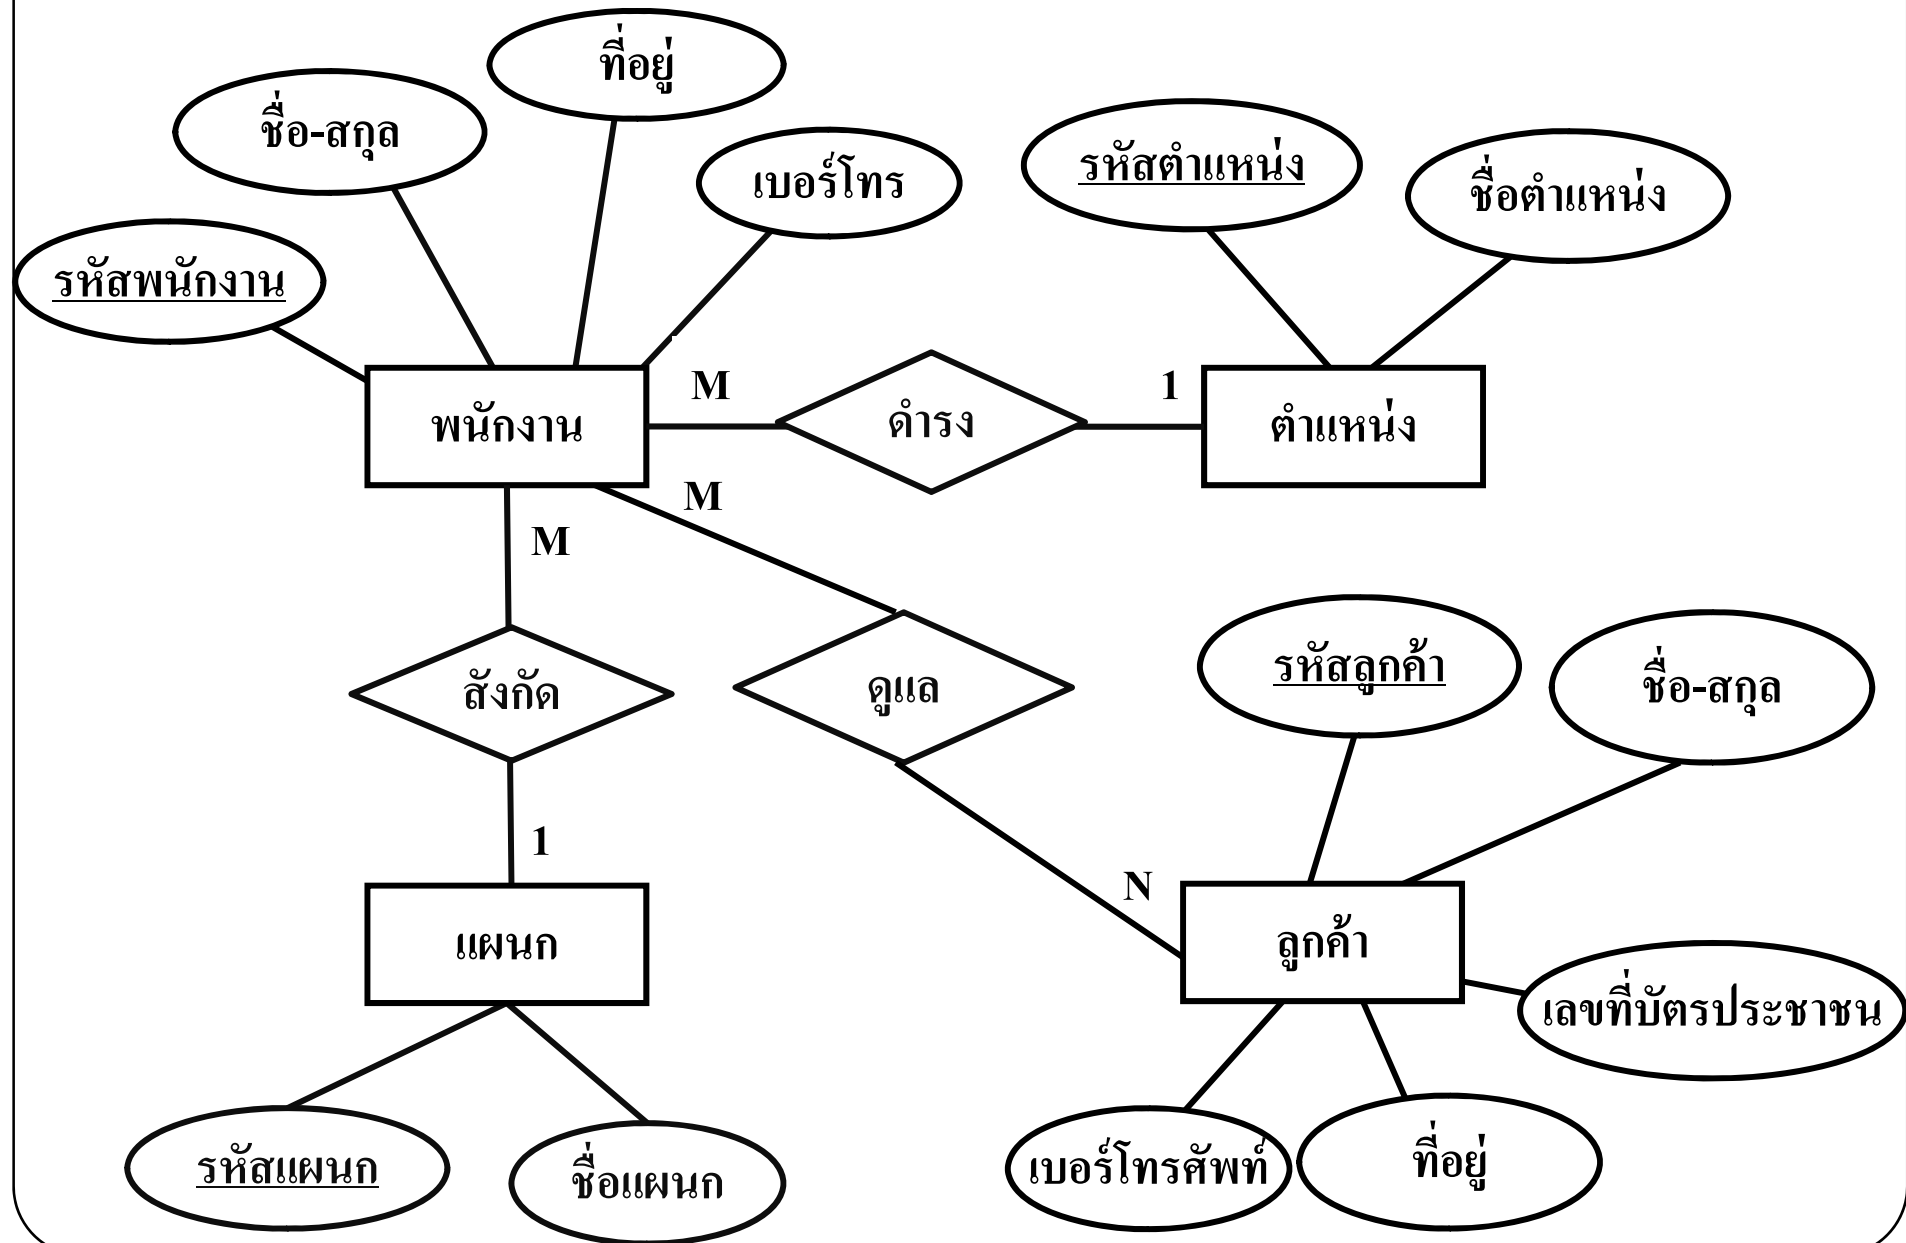 ที่อยู่
ชื่อ-สกุล
เบอร์โทร
รหัสตำแหน่ง
ชื่อตำแหน่ง
รหัสพนักงาน
M
1
พนักงาน
ดำรง
ตำแหน่ง
M
M
รหัสลูกค้า
ชื่อ-สกุล
สังกัด
ดูแล
1
N
แผนก
ลูกค้า
เลขที่บัตรประชาชน
รหัสแผนก
ชื่อแผนก
เบอร์โทรศัพท์
ที่อยู่